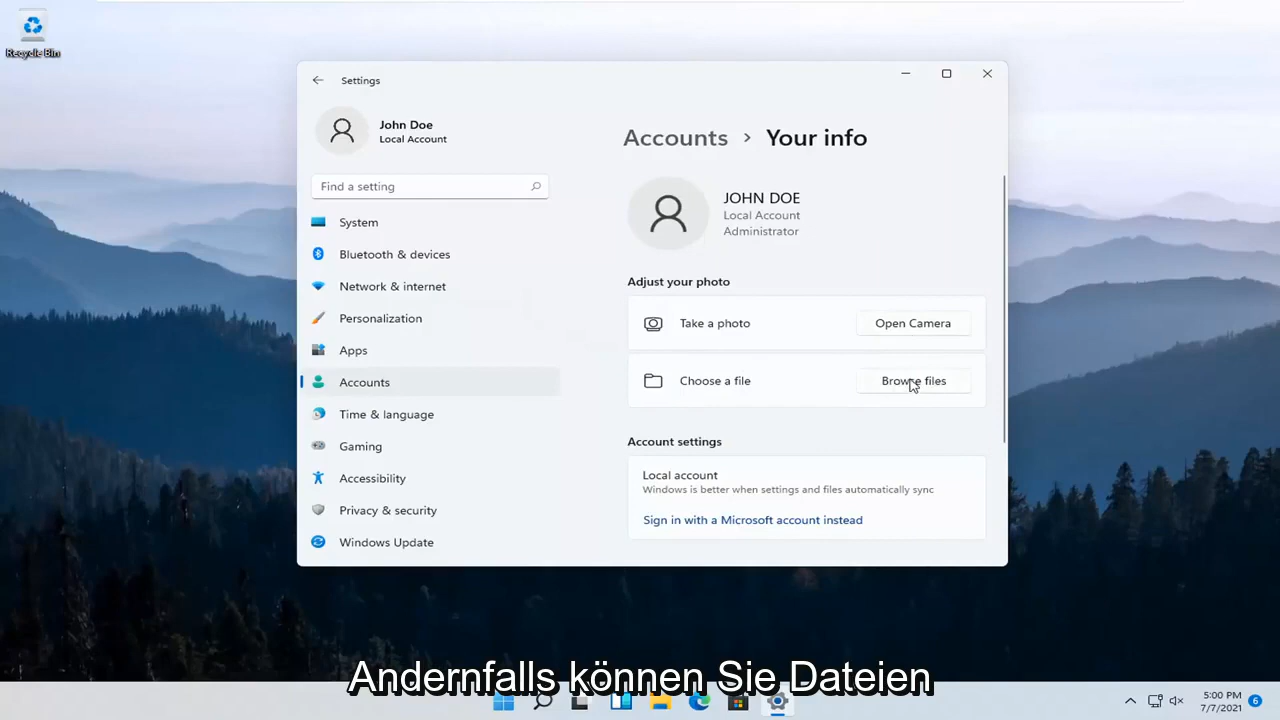 Recycle Bin
Settings
John Doe
Local Account
Find a setting
System
Bluetooth & devices
Network & internet
Personalization
Apps
Accounts
Time & language
Gaming
Accessibility
Privacy & security
Windows Update
Accounts › Your info
JOHN DOE
Local Account
Administrator
Adjust your photo
Take a photo
Open Camera
Choose a file
Browse files
Account settings
Local account
Windows is better when settings and files automatically sync
Sign in with a Microsoft account instead
Andernfalls können Sie Dateien
5:00 PM
7/7/2021
6